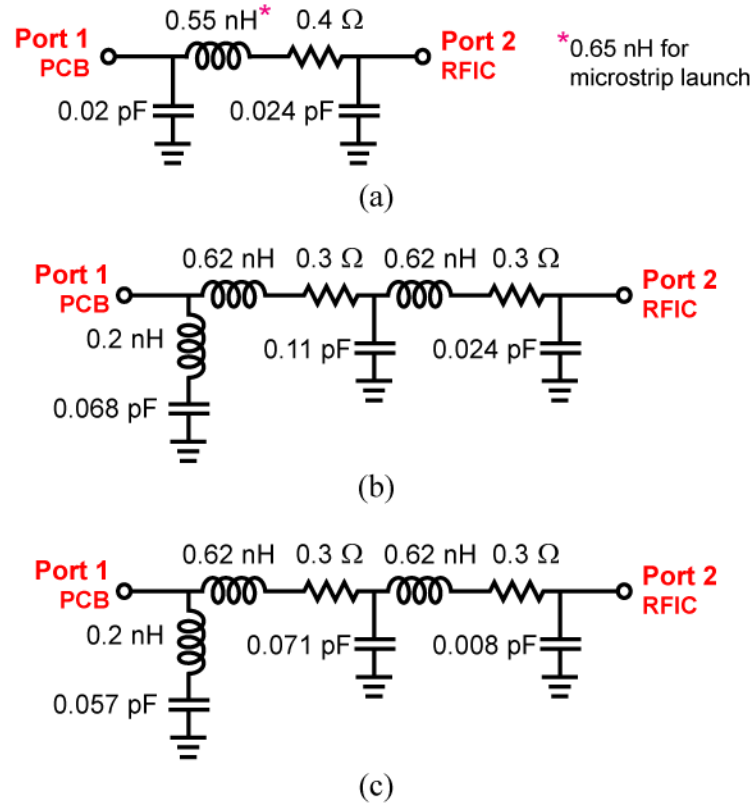 0.55 nH* 0.4 Ω
Port 1 Port 2
PCB RFIC
*0.65 nH for
microstrip launch
0.02 pF 0.024 pF
(a)
0.62 nH 0.3 Ω 0.62 nH 0.3 Ω
Port 1 Port 2
PCB RFIC
0.2 nH
0.11 pF 0.024 pF
0.068 pF
(b)
0.62 nH 0.3 Ω 0.62 nH 0.3 Ω
Port 1 Port 2
PCB RFIC
0.2 nH
0.071 pF 0.008 pF
0.057 pF
(c)